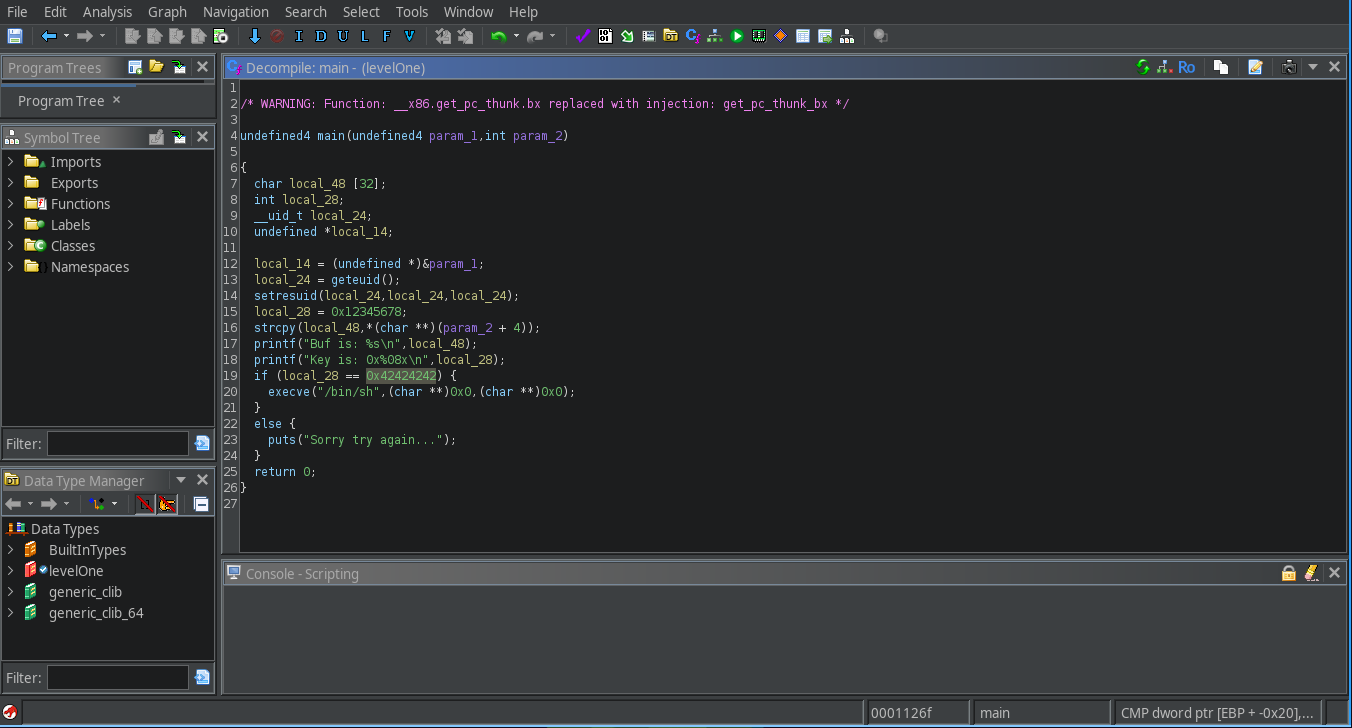 File Edit Analysis Graph Navigation Search Select Tools Window Help
I D U L F V
Program Trees
Program Tree
Symbol Tree
Imports
Exports
Functions
Labels
Classes
Namespaces
Filter:
Data Type Manager
Data Types
BuiltInTypes
levelOne
generic_clib
generic_clib_64
Filter:
Decompile: main - (levelOne)
Ro
1
2 /* WARNING: Function: __x86.get_pc_thunk.bx replaced with injection: get_pc_thunk_bx */
3
4 undefined4 main(undefined4 param_1,int param_2)
5
6 {
7 char local_48 [32];
8 int local_28;
9 __uid_t local_24;
10 undefined *local_14;
11
12 local_14 = (undefined *)&param_1;
13 local_24 = geteuid();
14 setresuid(local_24,local_24,local_24);
15 local_28 = 0x12345678;
16 strcpy(local_48,*(char **)(param_2 + 4));
17 printf("Buf is: %s\n",local_48);
18 printf("Key is: 0x%08x\n",local_28);
19 if (local_28 == 0x42424242) {
20 execve("/bin/sh",(char **)0x0,(char **)0x0);
21 }
22 else {
23 puts("Sorry try again...");
24 }
25 return 0;
26 }
27
Console - Scripting
0001126f
main
CMP dword ptr [EBP + -0x20],...